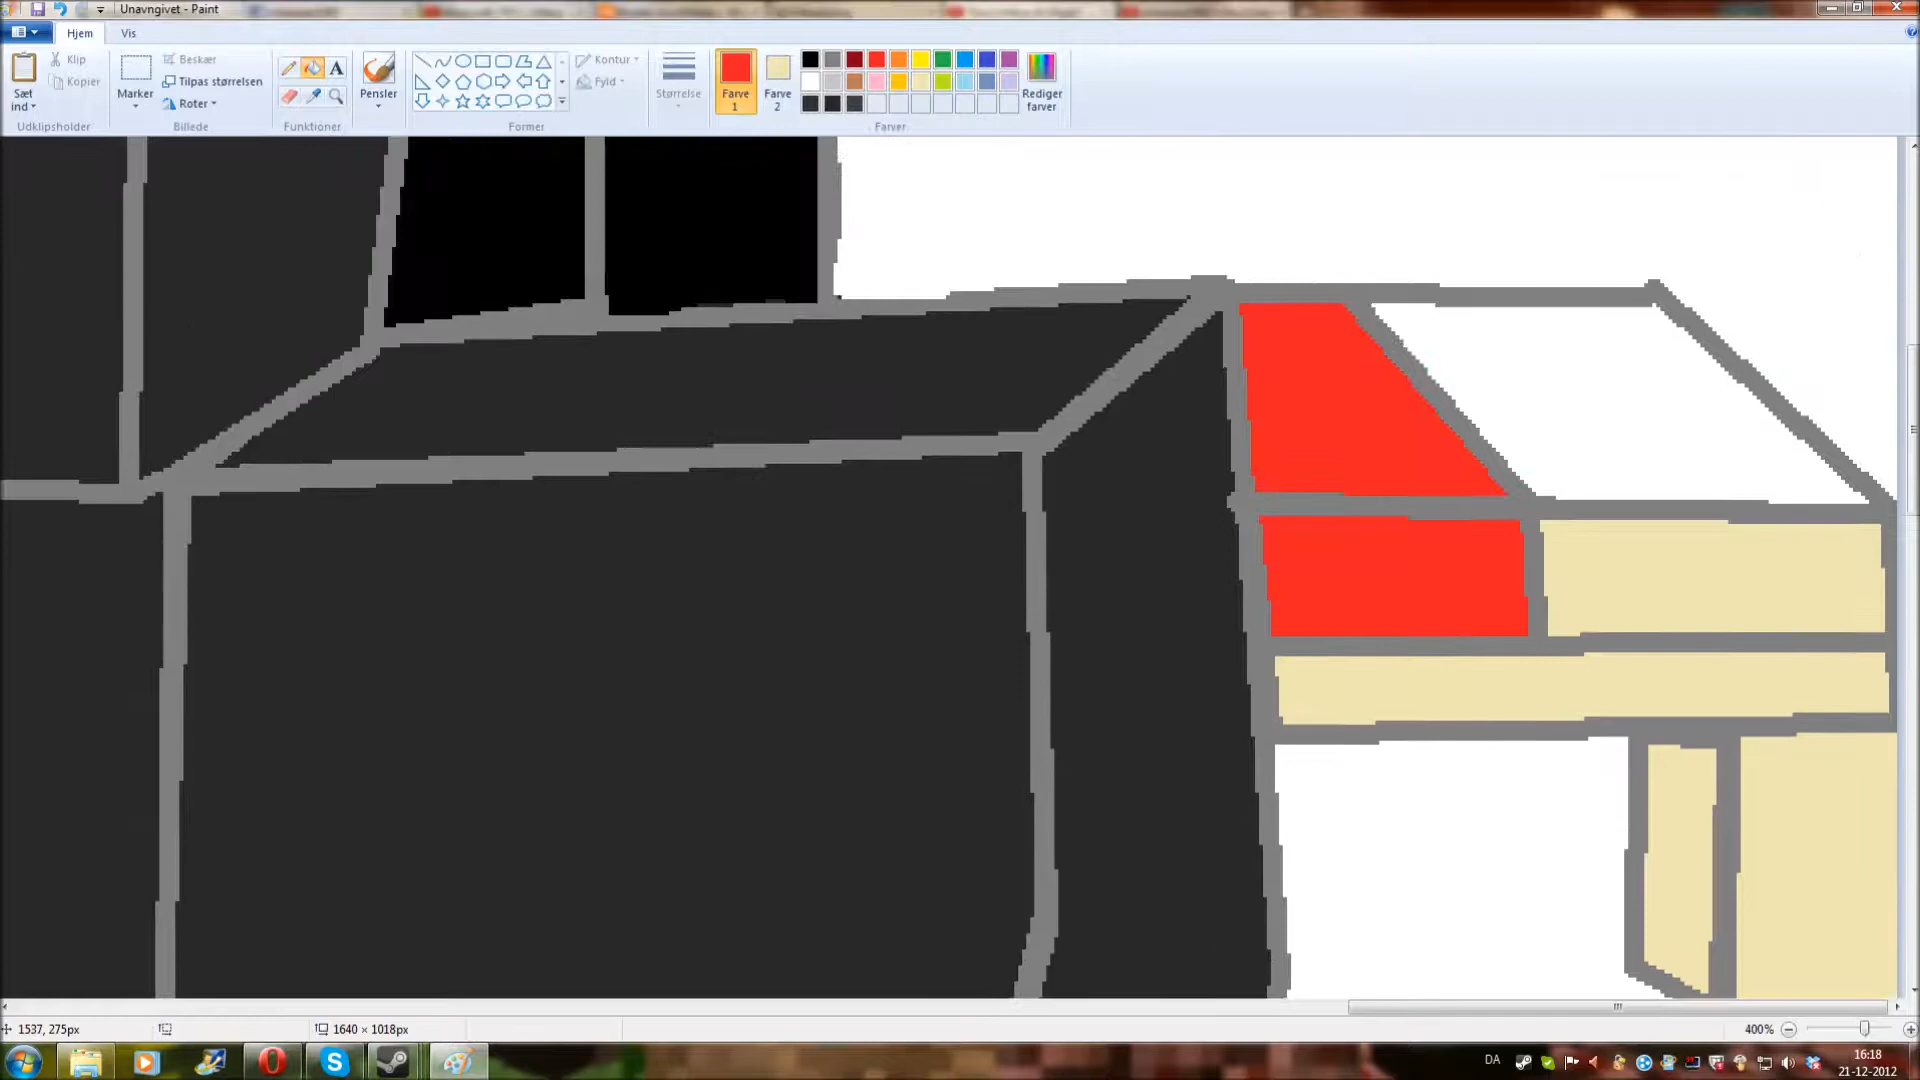 Unavngivet - Paint
Hjem
Vis
Sæt
ind
Klip
Kopier
Udklipsholder
Marker
Beskær
Tilpas størrelsen
Roter
Billede
A
Funktioner
Pensler
Kontur
Fyld
Former
Størrelse
Farve
1
Farve
2
Rediger
farver
Farver
1537, 275px
1640 × 1018px
400%
DA
16:18
21-12-2012